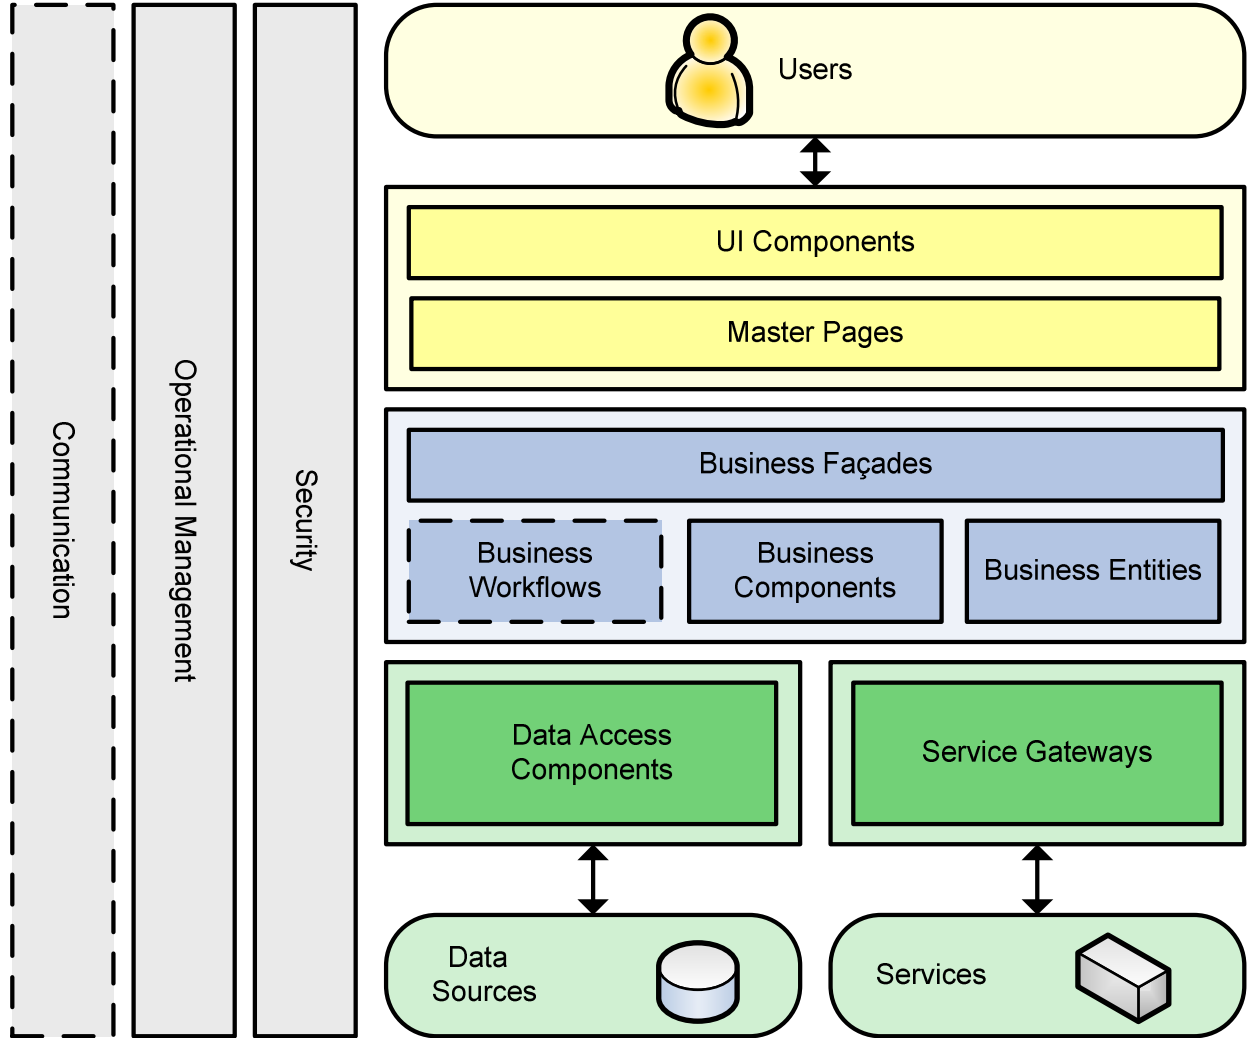 Communication
Operational Management
Security
Users
UI Components
Master Pages
Business Façades
Business
Workflows
Business
Components
Business Entities
Data Access
Components
Service Gateways
Data
Sources
Services